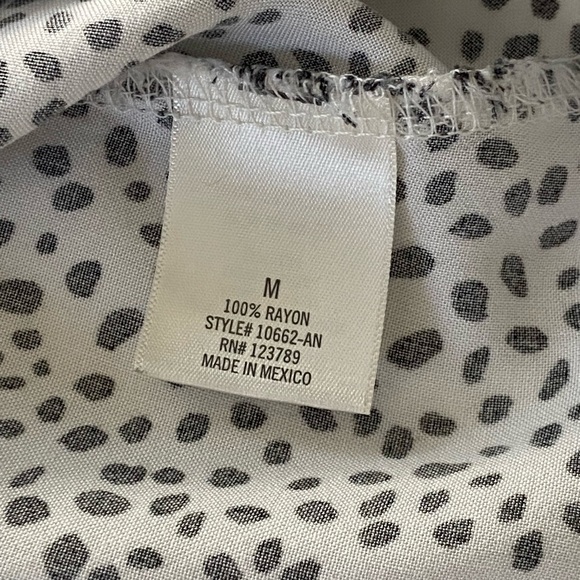 M
100% RAYON
STYLE# 10662-AN
RN# 123789
MADE IN MEXICO